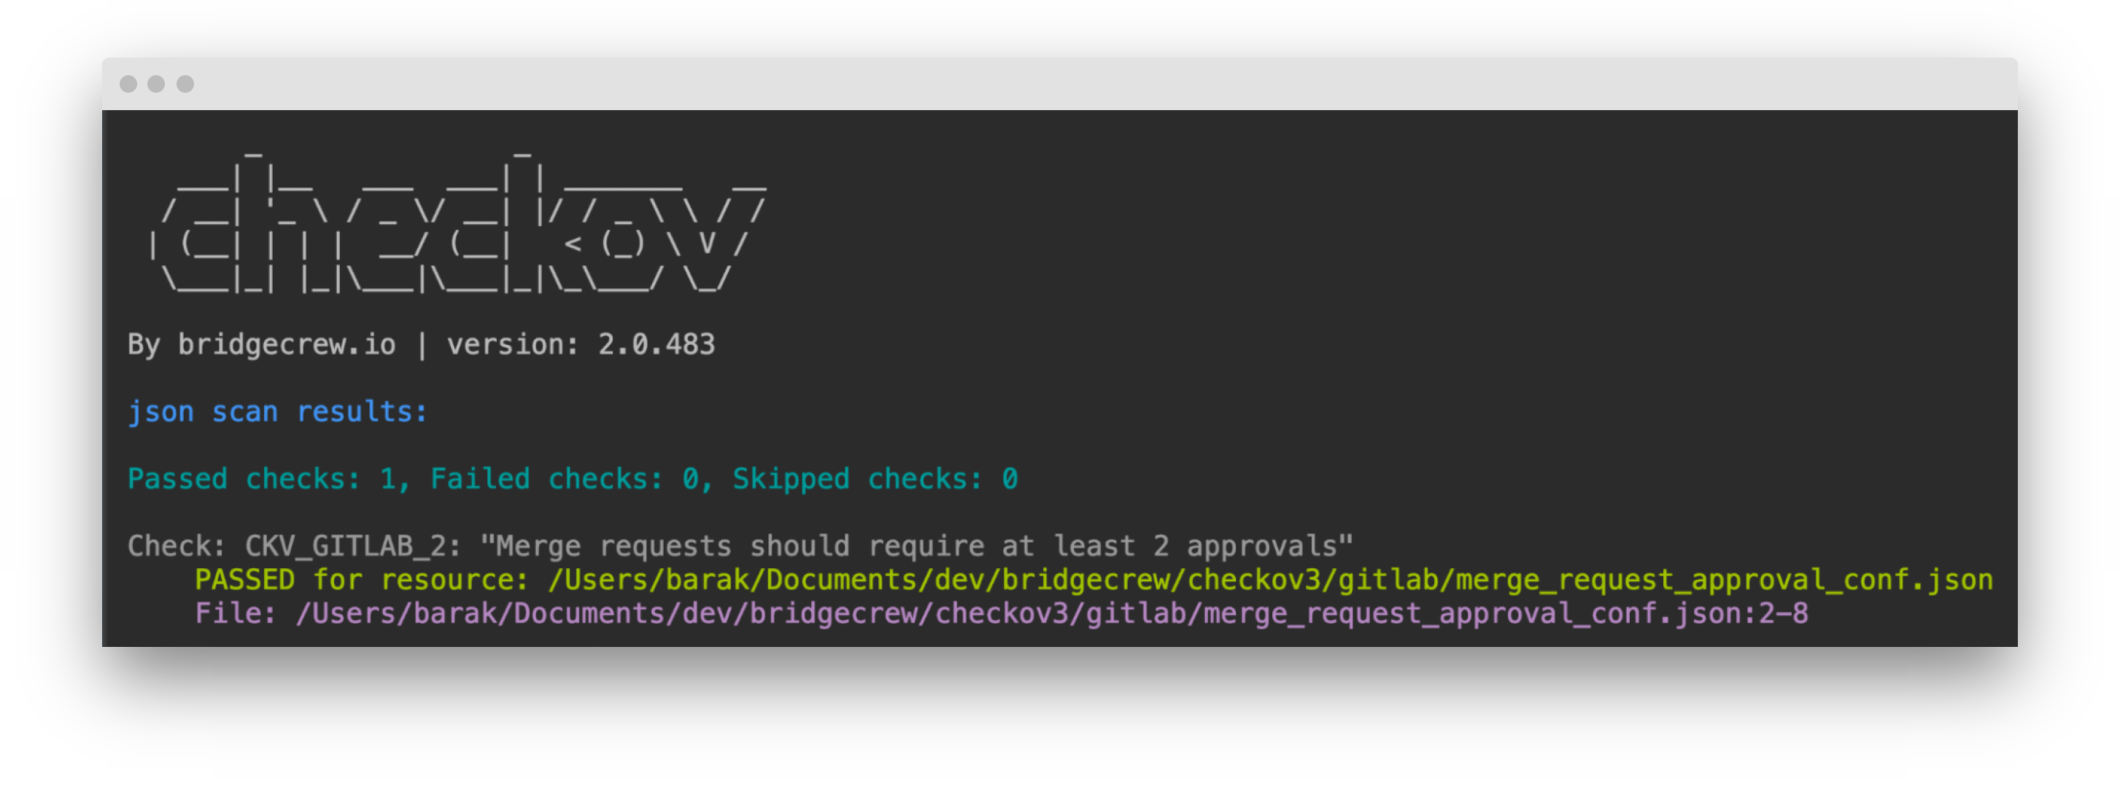 checkov
By bridgecrew.io | version: 2.0.483
json scan results:
Passed checks: 1, Failed checks: 0, Skipped checks: 0
Check: CKV_GITLAB_2: "Merge requests should require at least 2 approvals"
PASSED for resource: /Users/barak/Documents/dev/bridgecrew/checkov3/gitlab/merge_request_approval_conf.json
File: /Users/barak/Documents/dev/bridgecrew/checkov3/gitlab/merge_request_approval_conf.json:2-8